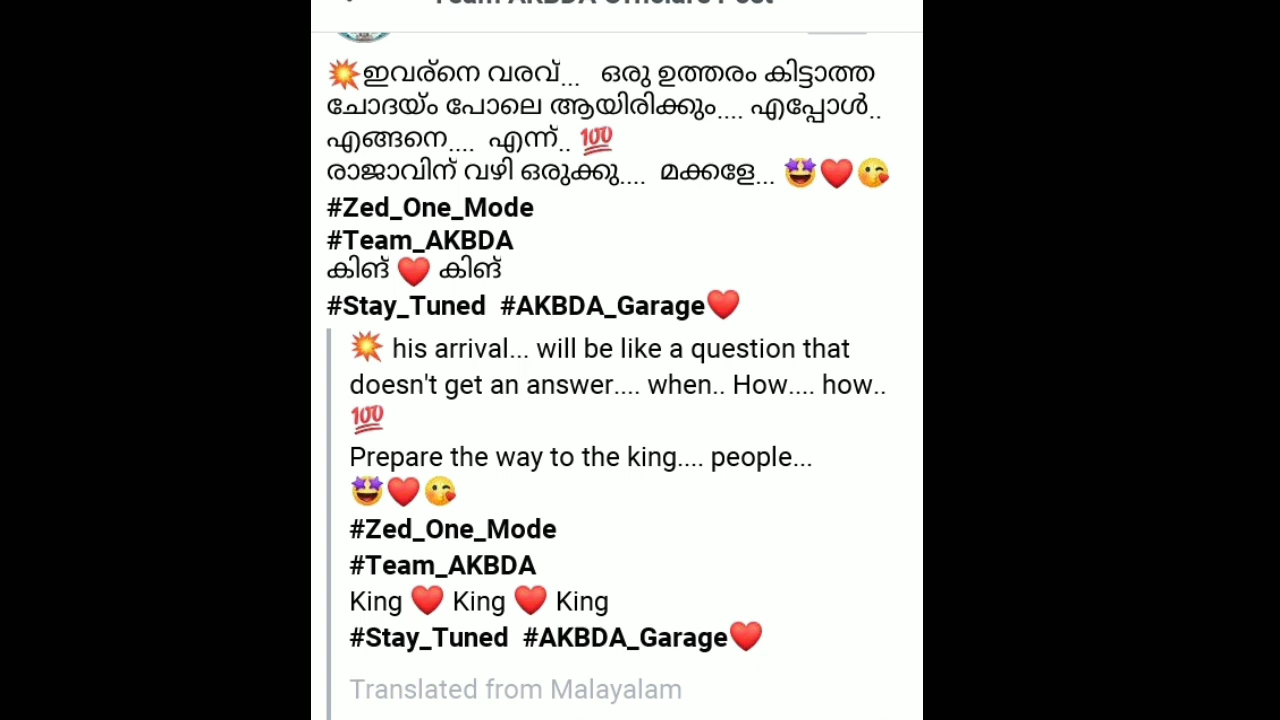 💥ഇവര്നെ വരവ്... ഒരു ഉത്തരം കിട്ടാത്ത
ചോദയ്ം പോലെ ആയിരിക്കും.... എപ്പോൾ..
എങ്ങനെ.... എന്ന്.. 💯
രാജാവിന് വഴി ഒരുക്കു.... മക്കളേ... 🤩❤️😘
#Zed_One_Mode
#Team_AKBDA
കിങ് ❤️ കിങ്
#Stay_Tuned #AKBDA_Garage❤️
💥 his arrival... will be like a question that
doesn't get an answer.... when.. How.... how..
💯
Prepare the way to the king.... people...
🤩❤️😘
#Zed_One_Mode
#Team_AKBDA
King ❤️ King ❤️ King
#Stay_Tuned #AKBDA_Garage❤️
Translated from Malayalam